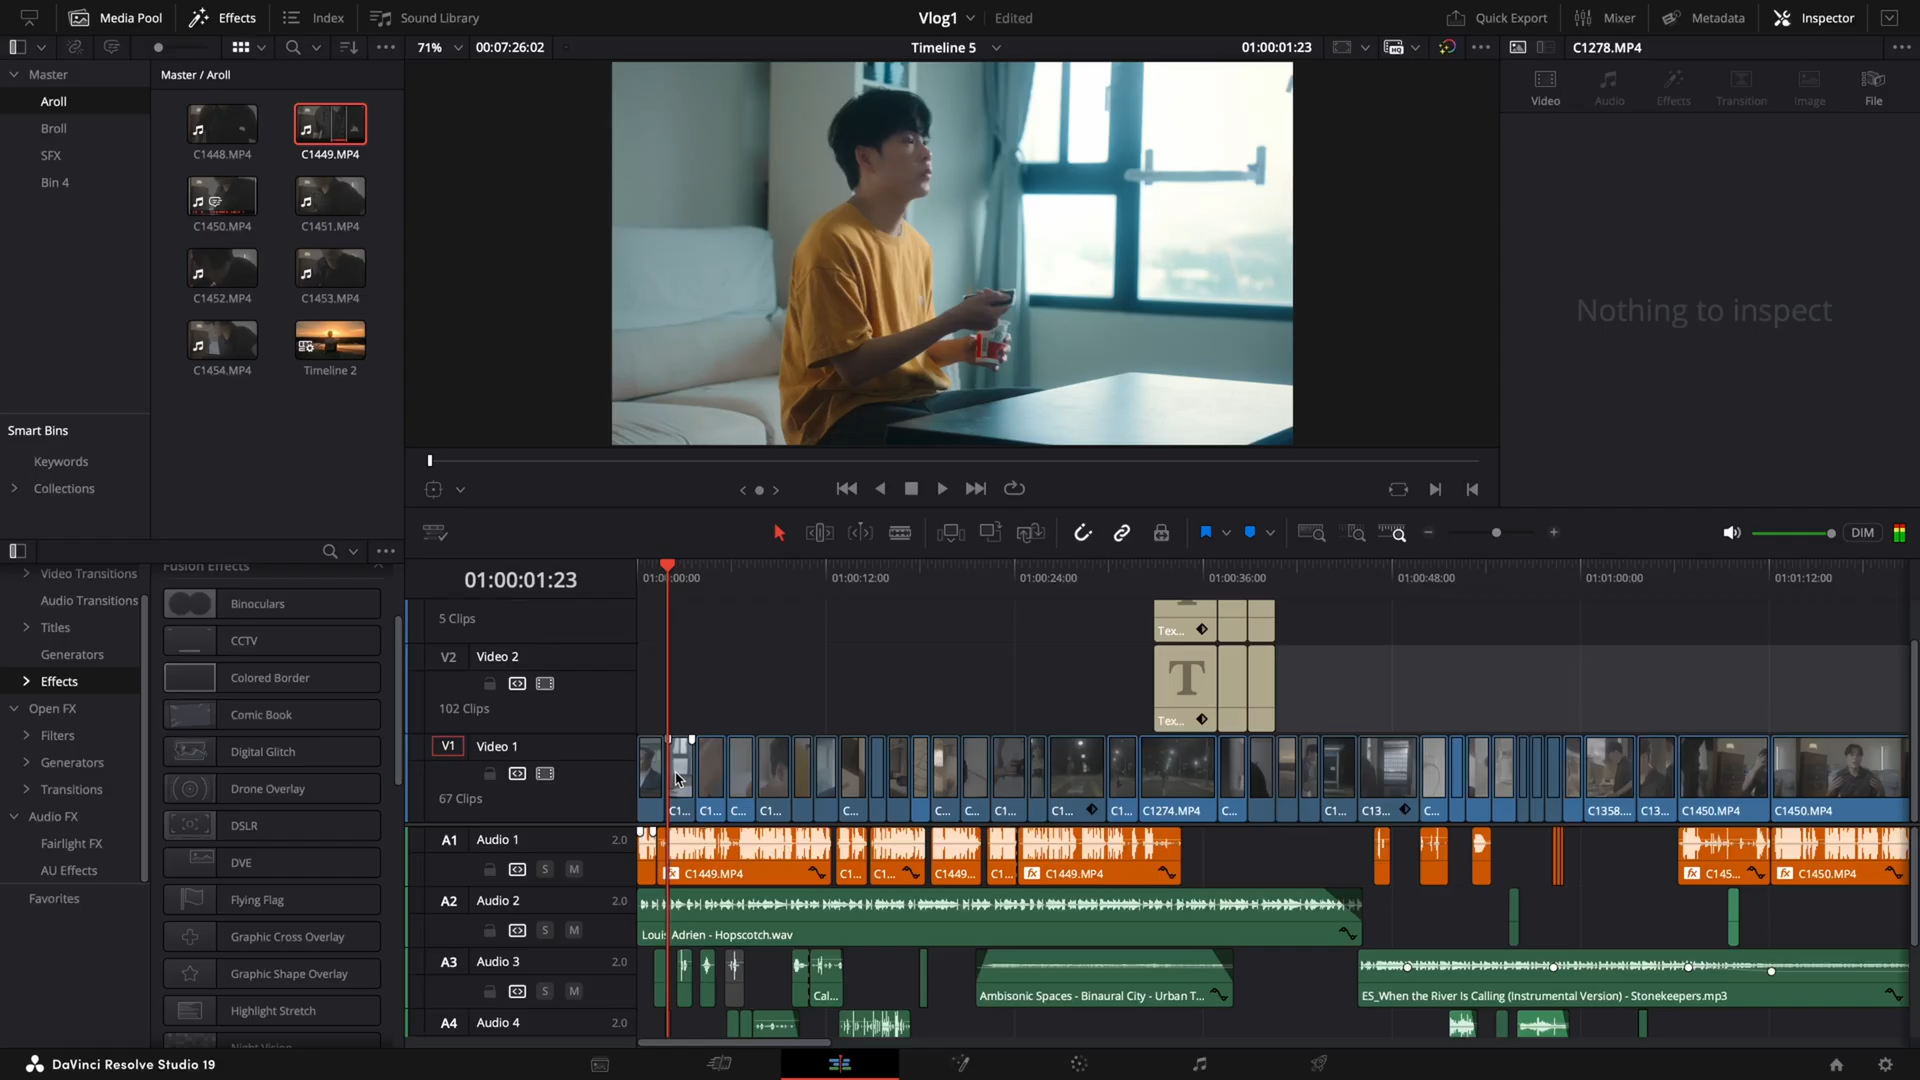 Media Pool
Effects
Index
Sound Library
Vlog1
Edited
Quick Export
Mixer
Metadata
Inspector
71%
00:07:26:02
Timeline 5
01:00:01:23
C1278.MP4
Master
Aroll
Broll
SFX
Bin 4
Master / Aroll
C1448.MP4
C1449.MP4
C1450.MP4
C1451.MP4
C1452.MP4
C1453.MP4
C1454.MP4
Timeline 2
Smart Bins
Keywords
Collections
Video
Audio
Effects
Transition
Image
File
Nothing to inspect
DIM
Video Transitions
Audio Transitions
Titles
Generators
Effects
Open FX
Filters
Generators
Transitions
Audio FX
Fairlight FX
AU Effects
Favorites
Fusion Effects
Binoculars
CCTV
Colored Border
Comic Book
Digital Glitch
Drone Overlay
DSLR
DVE
Flying Flag
Graphic Cross Overlay
Graphic Shape Overlay
Highlight Stretch
Night Vision
01:00:01:23
01:00:00:00
01:00:12:00
01:00:24:00
01:00:36:00
01:00:48:00
01:01:00:00
01:01:12:00
5 Clips
Tex...
V2
Video 2
102 Clips
T
Tex...
V1
Video 1
67 Clips
C1...
C1...
C...
C1...
C...
C...
C...
C1...
C1...
C1...
C1274.MP4
C...
C1...
C13...
C...
C1358....
C13...
C1450.MP4
C1450.MP4
A1
Audio 1
2.0
S
M
fx
C1449.MP4
C1...
C1...
C1449...
C1...
fx
C1449.MP4
fx
C145...
fx
C1450.MP4
A2
Audio 2
2.0
S
M
Louis Adrien - Hopscotch.wav
A3
Audio 3
2.0
S
M
Cal...
Ambisonic Spaces - Binaural City - Urban T...
ES_When the River Is Calling (Instrumental Version) - Stonekeepers.mp3
A4
Audio 4
2.0
DaVinci Resolve Studio 19